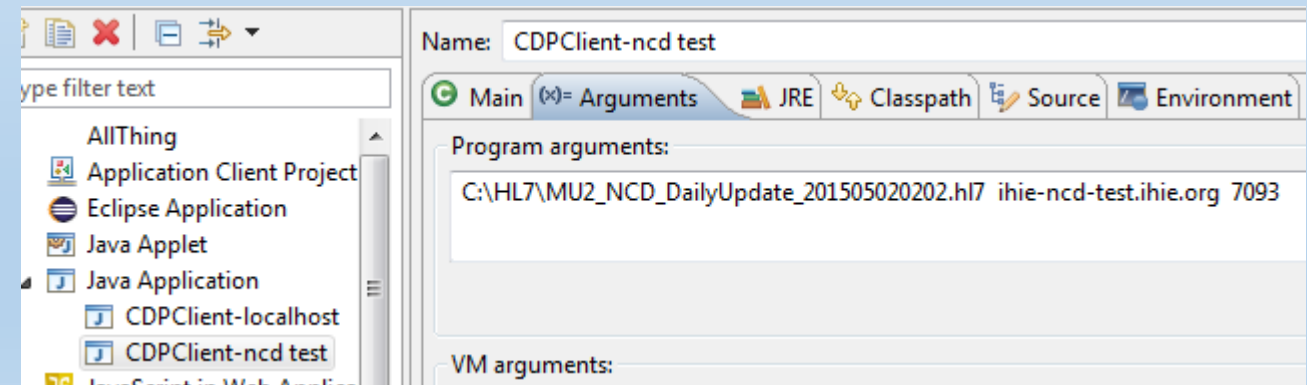 Name: CDPClient-ncd test
ype filter text
Main (x)= Arguments JRE Classpath Source Environment
AllThing
Application Client Project
Eclipse Application
Java Applet
Java Application
CDPClient-localhost
CDPClient-ncd test
Program arguments:
C:\HL7\MU2_NCD_DailyUpdate_201505020202.hl7 ihie-ncd-test.ihie.org 7093
VM arguments: